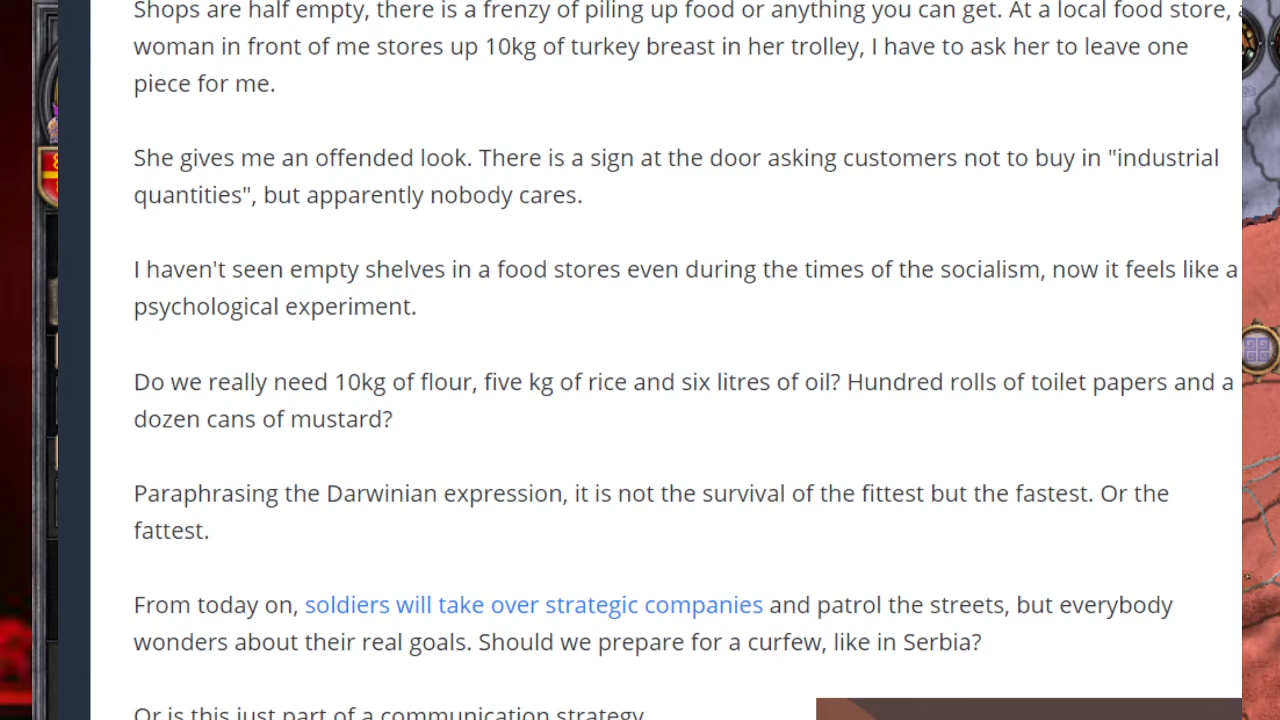 Shops are half empty, there is a frenzy of piling up food or anything you can get. At a local food store,
woman in front of me stores up 10kg of turkey breast in her trolley, I have to ask her to leave one
piece for me.
She gives me an offended look. There is a sign at the door asking customers not to buy in "industrial
quantities", but apparently nobody cares.
I haven't seen empty shelves in a food stores even during the times of the socialism, now it feels like a
psychological experiment.
Do we really need 10kg of flour, five kg of rice and six litres of oil? Hundred rolls of toilet papers and a
dozen cans of mustard?
Paraphrasing the Darwinian expression, it is not the survival of the fittest but the fastest. Or the
fattest.
From today on, soldiers will take over strategic companies and patrol the streets, but everybody
wonders about their real goals. Should we prepare for a curfew, like in Serbia?
Or is this just part of a communication strategy